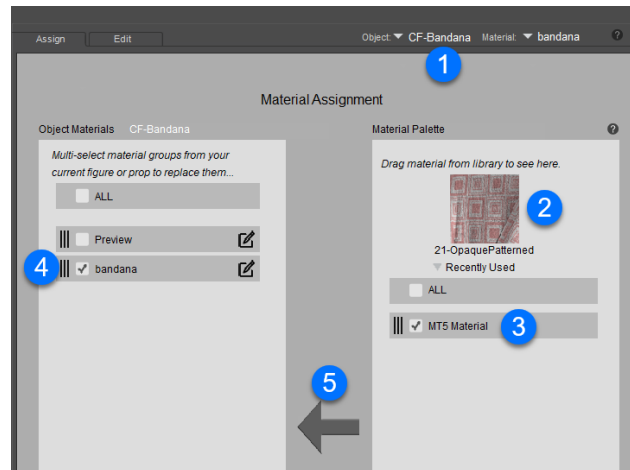 Assign Edit Object: CF-Bandana Material: bandana ?
1
Material Assignment
Object Materials CF-Bandana
Material Palette ?
Multi-select material groups from your
current figure or prop to replace them...
ALL
Preview
4 bandana
Drag material from library to see here.
2
21-OpaquePatterned
Recently Used
ALL
MT5 Material 3
5